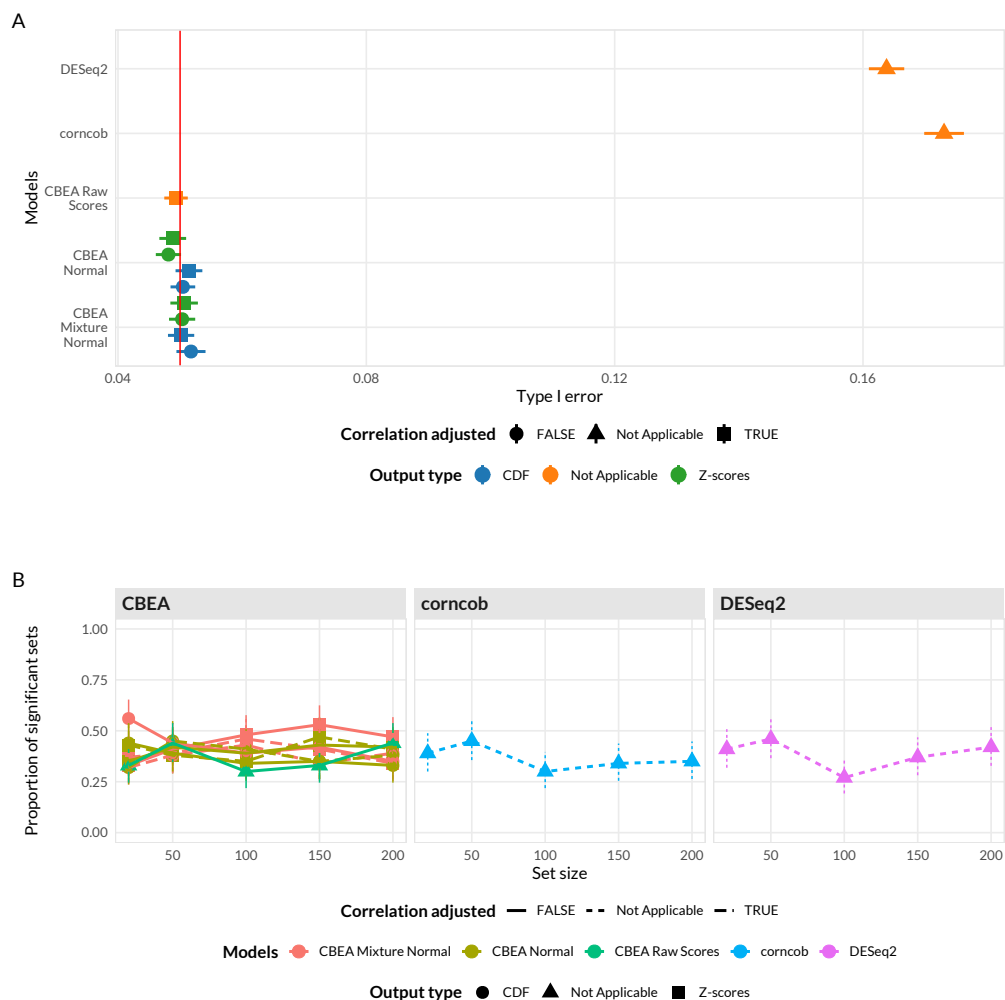 A
DESeq2
corncob
CBEA Raw
Scores
CBEA
Normal
CBEA
Mixture
Normal
Models
0.04 0.08 0.12 0.16
Type I error
Correlation adjusted FALSE Not Applicable TRUE
Output type CDF Not Applicable Z-scores
B
CBEA corncob DESeq2
1.00
0.75
0.50
0.25
0.00
Proportion of significant sets
50 100 150 200 50 100 150 200 50 100 150 200
Set size
Correlation adjusted FALSE Not Applicable TRUE
Models CBEA Mixture Normal CBEA Normal CBEA Raw Scores corncob DESeq2
Output type CDF Not Applicable Z-scores